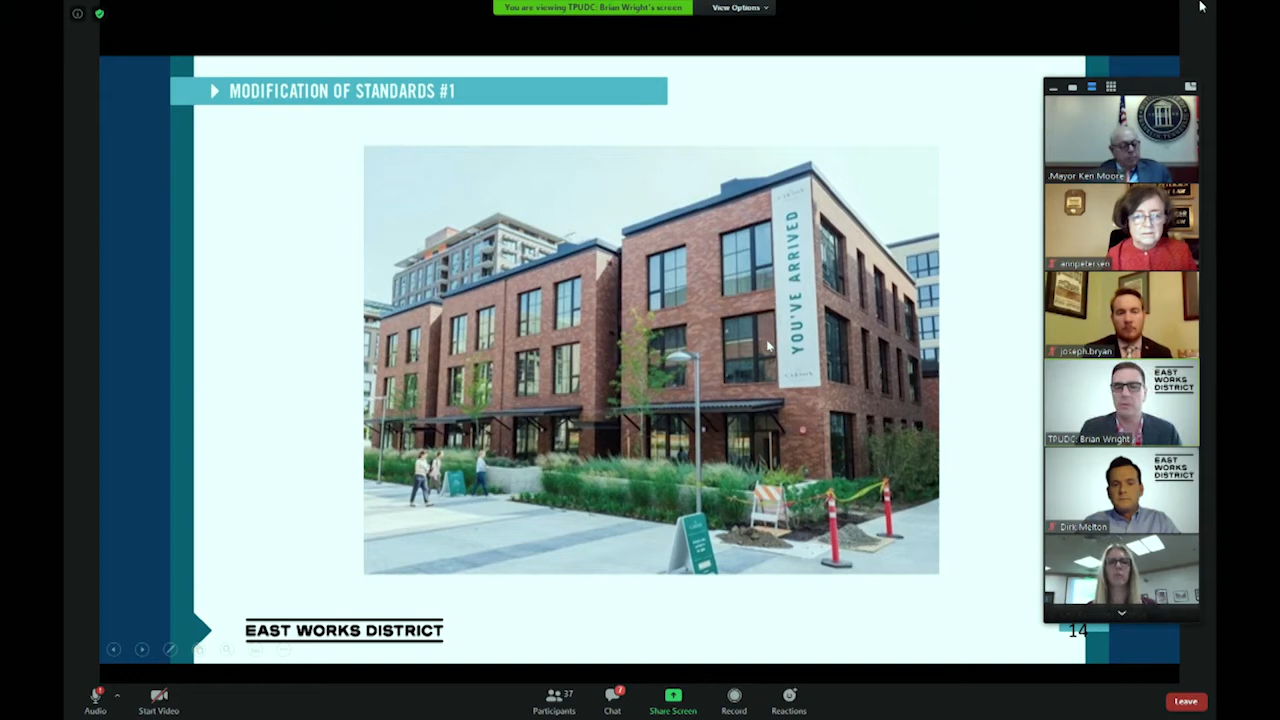 You are viewing TPUDC: Brian Wright's screen
View Options
MODIFICATION OF STANDARDS #1
YOU'VE ARRIVED
.Mayor Ken Moore
annpetersen
joseph.bryan
EAST
WORKS
DISTRICT
TPUDC: Brian Wright
EAST
WORKS
DISTRICT
Dirk Melton
EAST WORKS DISTRICT
14
Audio
Start Video
Participants
37
Chat
7
Share Screen
Record
Reactions
Leave